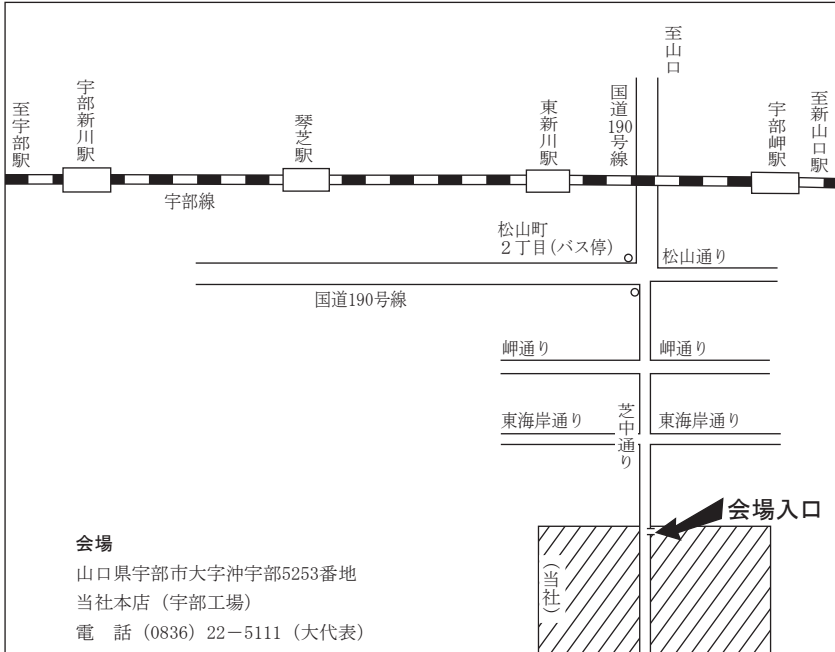 至山口
至宇部駅
宇部新川駅
琴芝駅
東新川駅
国道190号線
宇部岬駅
至新山口駅
宇部線
松山町
２丁目(バス停)
松山通り
国道190号線
岬通り
岬通り
芝中通り
東海岸通り
東海岸通り
会場入口
(当社)
会場
山口県宇部市大字沖宇部5253番地
当社本店（宇部工場）
電　話（0836）22－5111（大代表）